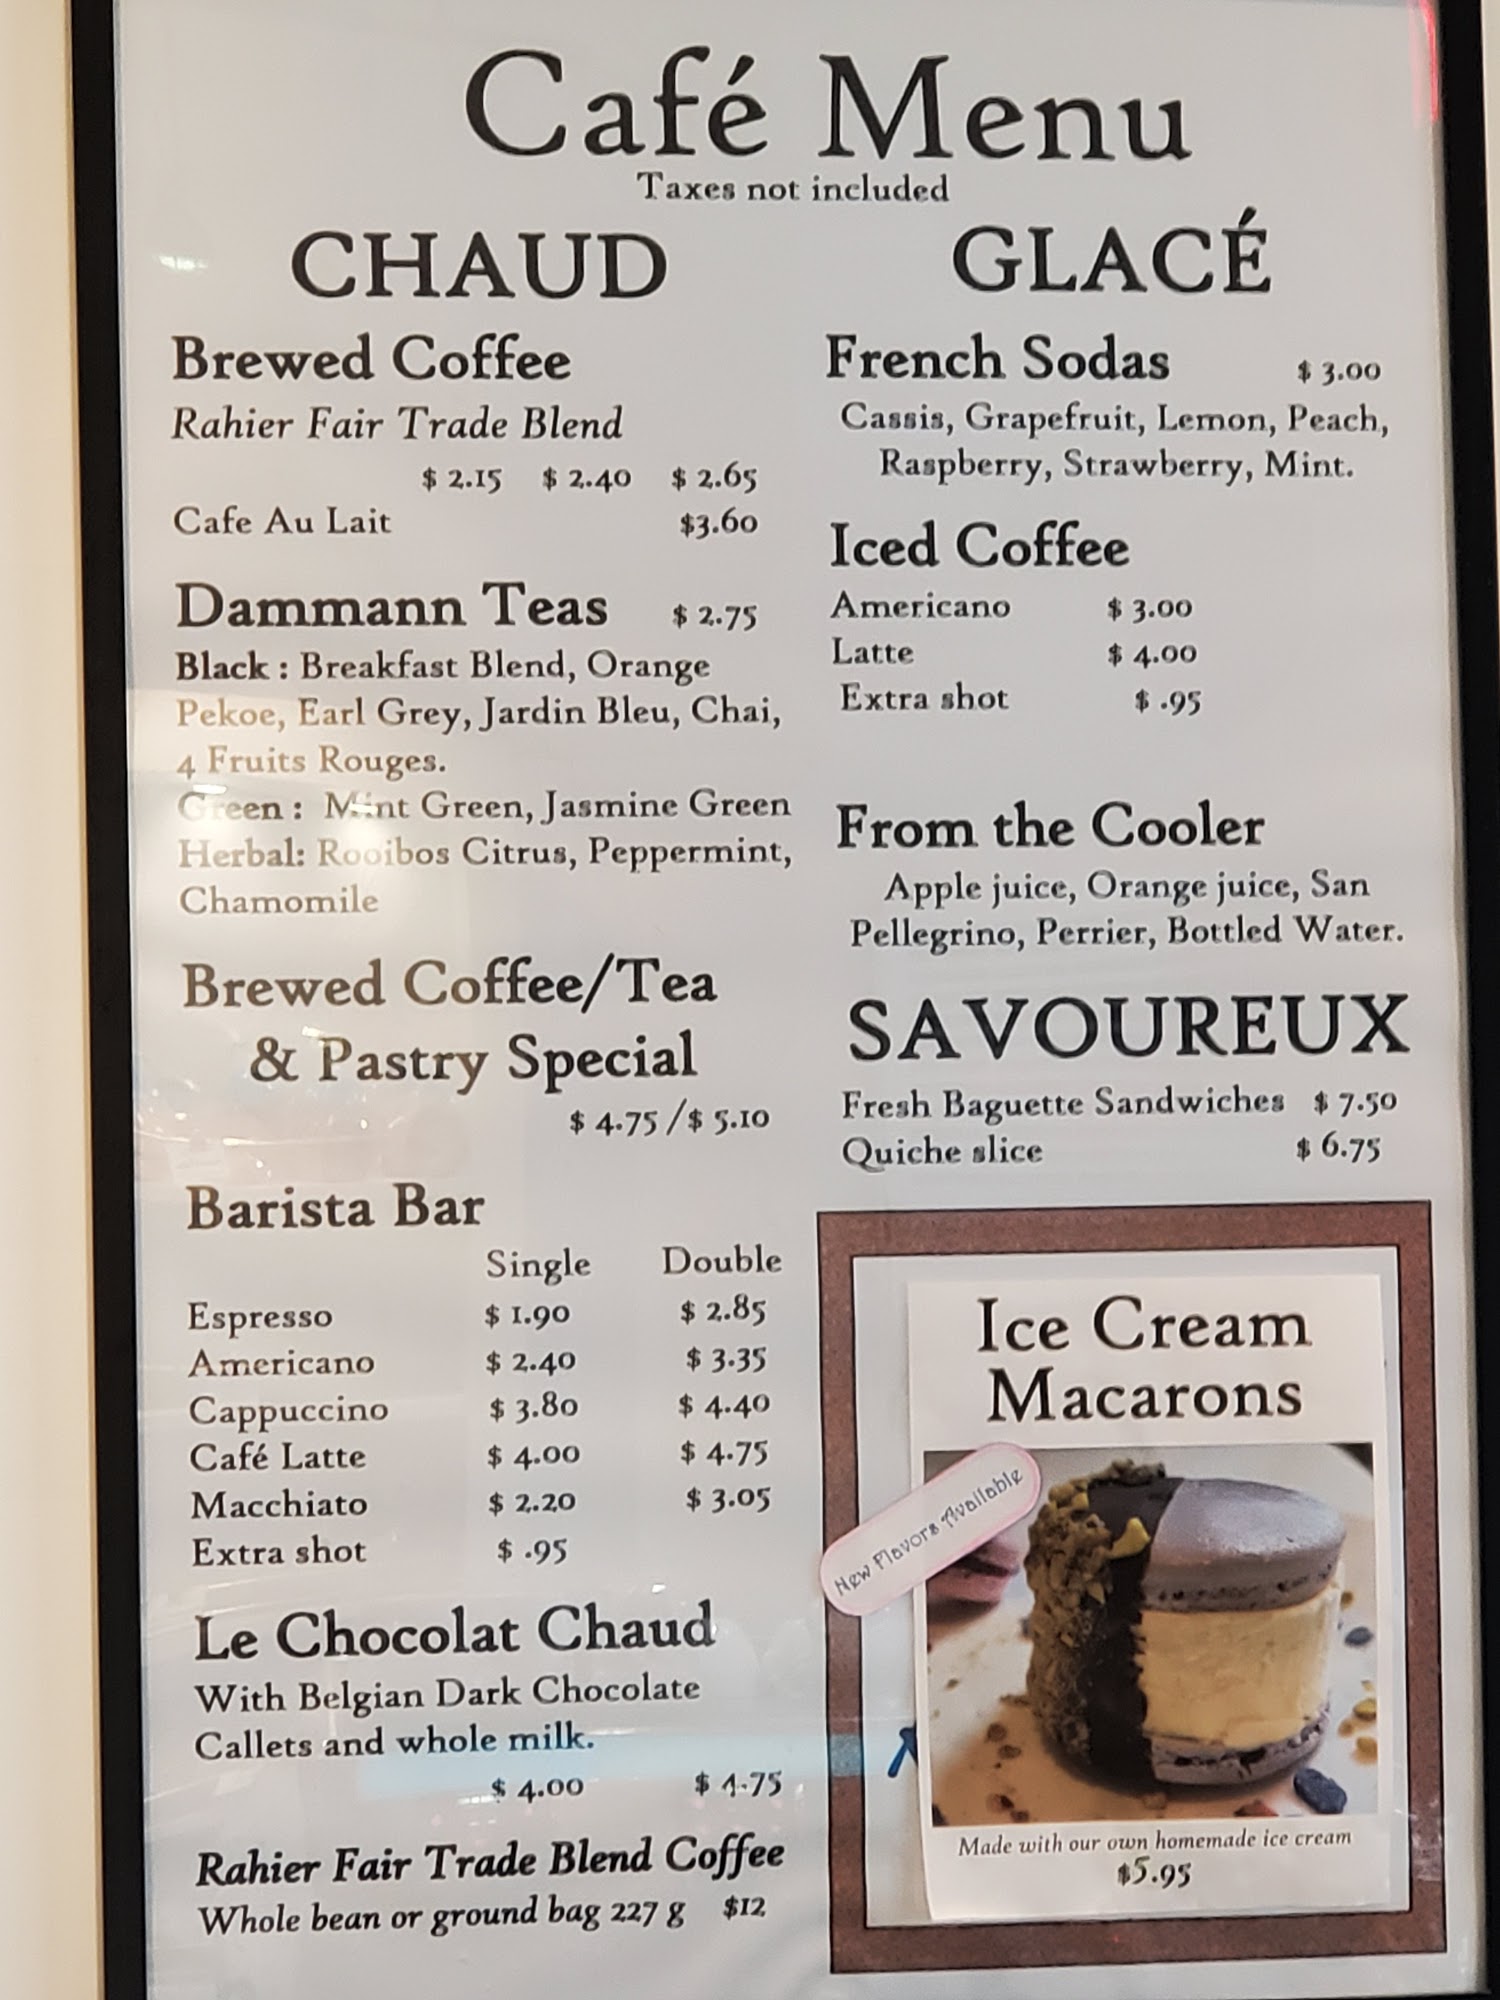 Café Menu
Taxes not included
CHAUD
Brewed Coffee
Rahier Fair Trade Blend
$ 2.15 $ 2.40 $ 2.65
Cafe Au Lait $3.60
Dammann Teas $ 2.75
Black : Breakfast Blend, Orange
Pekoe, Earl Grey, Jardin Bleu, Chai,
4 Fruits Rouges.
Green : Mint Green, Jasmine Green
Herbal: Rooibos Citrus, Peppermint,
Chamomile
Brewed Coffee/Tea
& Pastry Special
$ 4.75 /$ 5.10
Barista Bar
Single Double
Espresso $ 1.90 $ 2.85
Americano $ 2.40 $ 3.35
Cappuccino $ 3.80 $ 4.40
Café Latte $ 4.00 $ 4.75
Macchiato $ 2.20 $ 3.05
Extra shot $ .95
Le Chocolat Chaud
With Belgian Dark Chocolate
Callets and whole milk.
$ 4.00 $ 4.75
Rahier Fair Trade Blend Coffee
Whole bean or ground bag 227 g $12
GLACÉ
French Sodas $ 3.00
Cassis, Grapefruit, Lemon, Peach,
Raspberry, Strawberry, Mint.
Iced Coffee
Americano $ 3.00
Latte $ 4.00
Extra shot $ .95
From the Cooler
Apple juice, Orange juice, San
Pellegrino, Perrier, Bottled Water.
SAVOUREUX
Fresh Baguette Sandwiches $ 7.50
Quiche slice $ 6.75
Ice Cream
Macarons
New Flavors Available
Made with our own homemade ice cream
$5.95